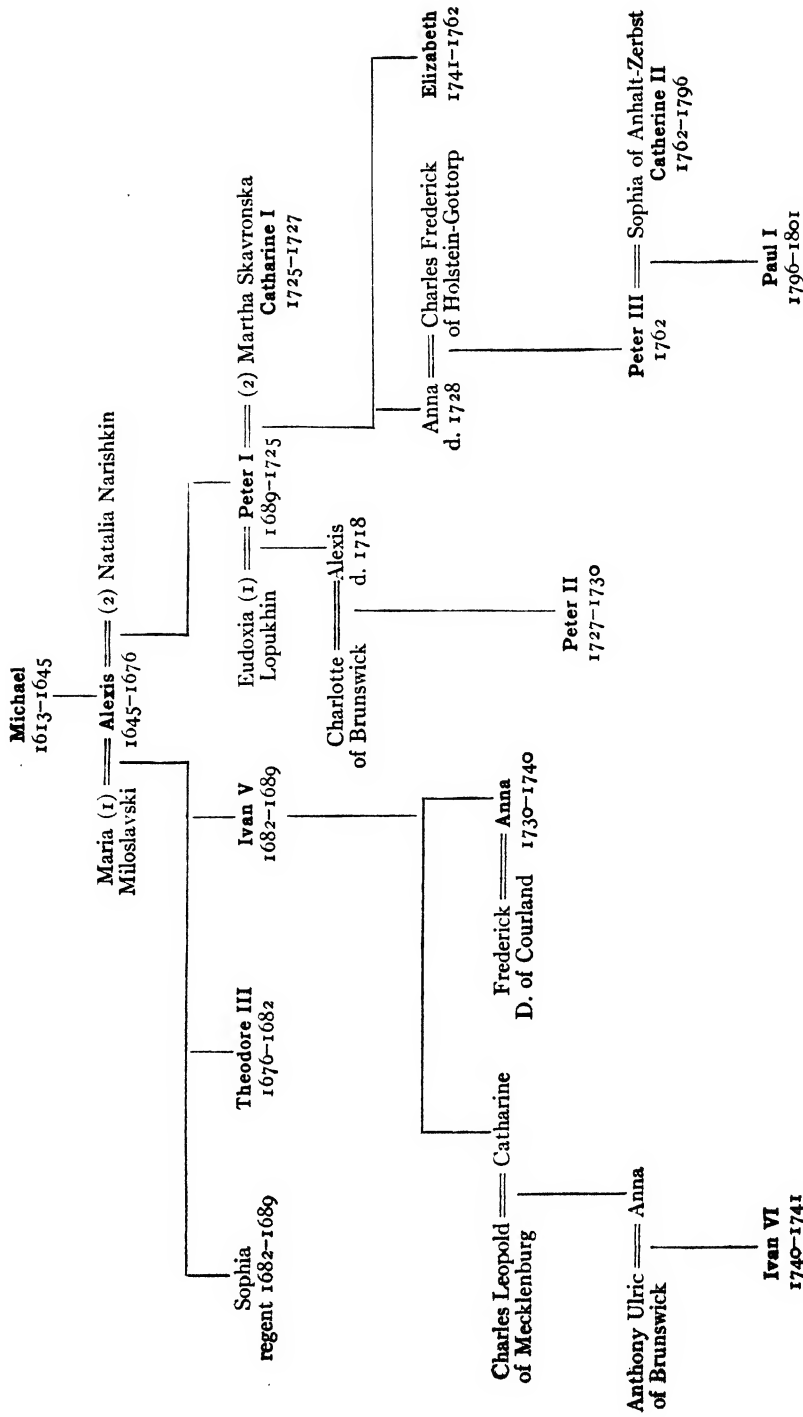 Michael
1613–1645
Maria (1) == Alexis == (2) Natalia Narishkin
Miloslavski 1645–1676
Sophia
regent 1682–1689
Theodore III
1676–1682
Ivan V
1682–1689
Eudoxia (1) == Peter I == (2) Martha Skavronska
Lopukhin 1689–1725 Catharine I
1725–1727
Charlotte == Alexis
of Brunswick d. 1718
Anna == Charles Frederick
d. 1728 of Holstein-Gottorp
Elizabeth
1741–1762
Charles Leopold == Catharine
of Mecklenburg
Frederick == Anna
D. of Courland 1730–1740
Peter II
1727–1730
Peter III == Sophia of Anhalt-Zerbst
1762 Catherine II
1762–1796
Anthony Ulric == Anna
of Brunswick
Ivan VI
1740–1741
Paul I
1796–1801